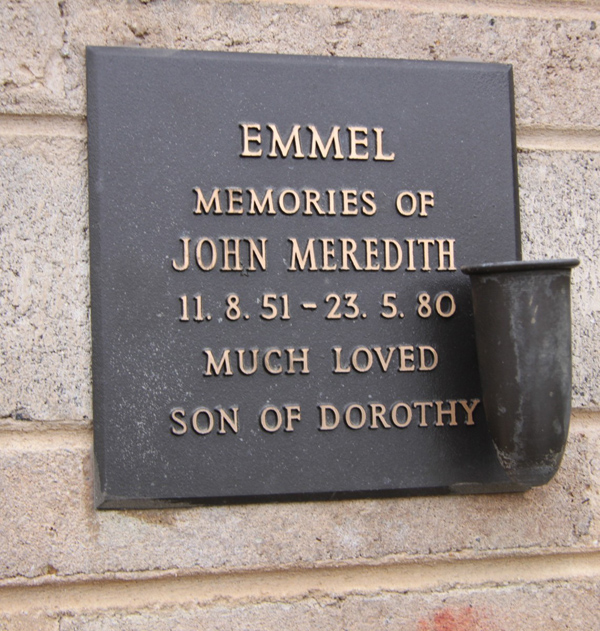 EMMEL
MEMORIES OF
JOHN MEREDITH
11. 8. 51 - 23. 5. 80
MUCH LOVED
SON OF DOROTHY